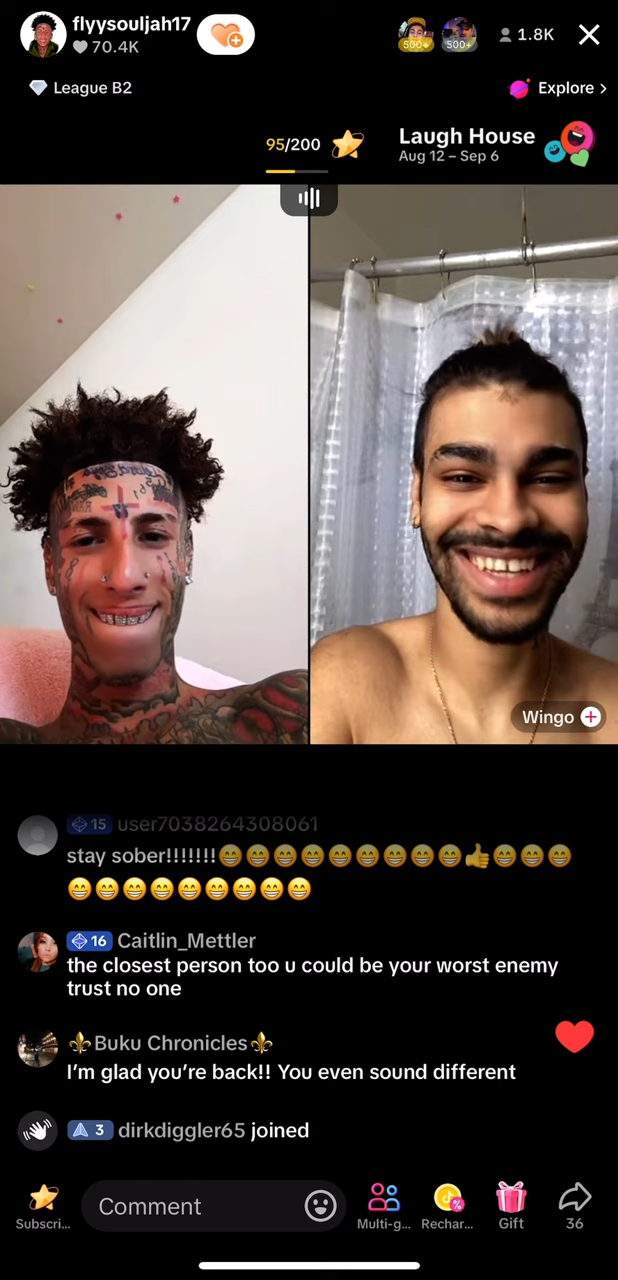 flyysouljah17
70.4K
500+
500+
1.8K
League B2
Explore >
95/200
Laugh House
Aug 12 – Sep 6
Wingo +
15 user7038264308061
stay sober!!!!!!!😁😁😁😁😁😁😁😁😁👍😁😁😁
😁😁😁😁😁😁😁😁😁
16 Caitlin_Mettler
the closest person too u could be your worst enemy
trust no one
⚜️Buku Chronicles⚜️
I'm glad you're back!! You even sound different
3 dirkdiggler65 joined
Comment
Subscri...
Multi-g...
Rechar...
Gift
36